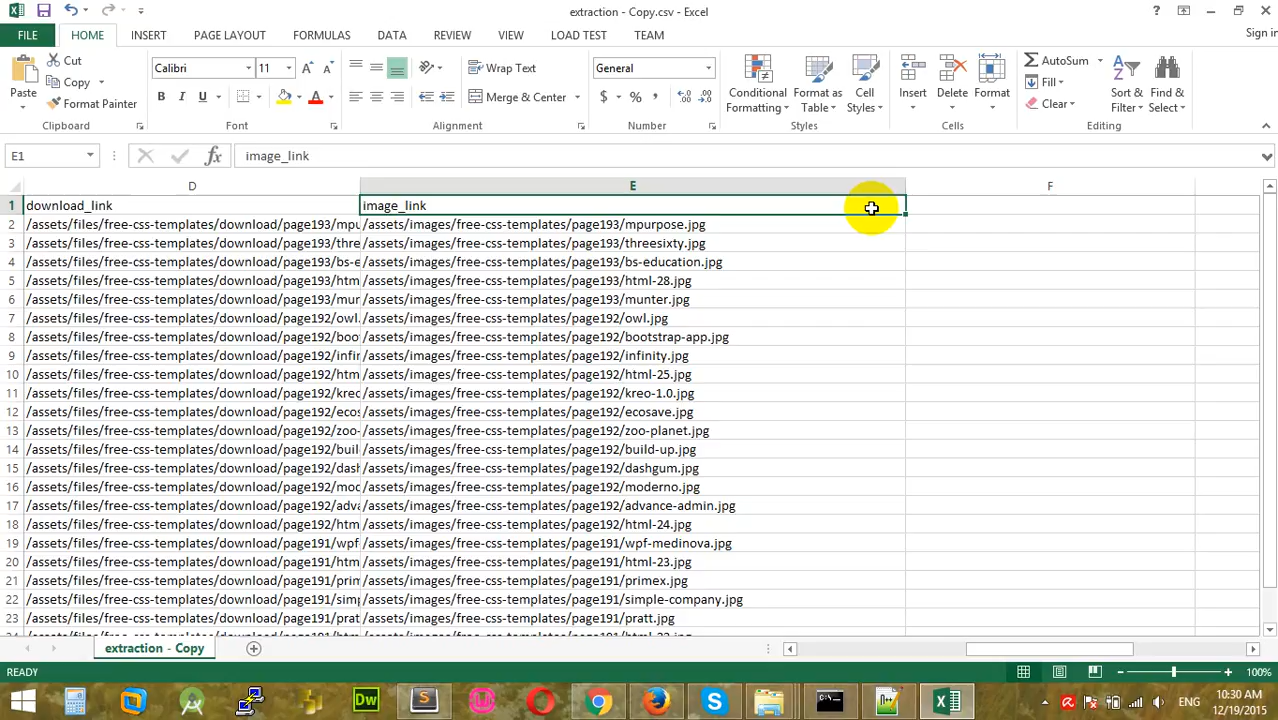 extraction - Copy.csv - Excel
?
FILE HOME INSERT PAGE LAYOUT FORMULAS DATA REVIEW VIEW LOAD TEST TEAM Sign in
Paste
Cut
Copy
Format Painter
Clipboard
Calibri 11
B I U
Font
Wrap Text
Merge & Center
Alignment
General
$ % ,
Number
Conditional Formatting
Format as Table
Cell Styles
Styles
Insert
Delete
Format
Cells
AutoSum
Fill
Clear
Sort & Filter
Find & Select
Editing
E1 fx image_link
D E F
1 download_link image_link
2 /assets/files/free-css-templates/download/page193/mpu /assets/images/free-css-templates/page193/mpurpose.jpg
3 /assets/files/free-css-templates/download/page193/thre /assets/images/free-css-templates/page193/threesixty.jpg
4 /assets/files/free-css-templates/download/page193/bs-e /assets/images/free-css-templates/page193/bs-education.jpg
5 /assets/files/free-css-templates/download/page193/htm /assets/images/free-css-templates/page193/html-28.jpg
6 /assets/files/free-css-templates/download/page193/mun /assets/images/free-css-templates/page193/munter.jpg
7 /assets/files/free-css-templates/download/page192/owl. /assets/images/free-css-templates/page192/owl.jpg
8 /assets/files/free-css-templates/download/page192/boo /assets/images/free-css-templates/page192/bootstrap-app.jpg
9 /assets/files/free-css-templates/download/page192/infin /assets/images/free-css-templates/page192/infinity.jpg
10 /assets/files/free-css-templates/download/page192/htm /assets/images/free-css-templates/page192/html-25.jpg
11 /assets/files/free-css-templates/download/page192/kreo /assets/images/free-css-templates/page192/kreo-1.0.jpg
12 /assets/files/free-css-templates/download/page192/ecos /assets/images/free-css-templates/page192/ecosave.jpg
13 /assets/files/free-css-templates/download/page192/zoo- /assets/images/free-css-templates/page192/zoo-planet.jpg
14 /assets/files/free-css-templates/download/page192/buil /assets/images/free-css-templates/page192/build-up.jpg
15 /assets/files/free-css-templates/download/page192/dash /assets/images/free-css-templates/page192/dashgum.jpg
16 /assets/files/free-css-templates/download/page192/mod /assets/images/free-css-templates/page192/moderno.jpg
17 /assets/files/free-css-templates/download/page192/adva /assets/images/free-css-templates/page192/advance-admin.jpg
18 /assets/files/free-css-templates/download/page192/htm /assets/images/free-css-templates/page192/html-24.jpg
19 /assets/files/free-css-templates/download/page191/wpf /assets/images/free-css-templates/page191/wpf-medinova.jpg
20 /assets/files/free-css-templates/download/page191/htm /assets/images/free-css-templates/page191/html-23.jpg
21 /assets/files/free-css-templates/download/page191/prim /assets/images/free-css-templates/page191/primex.jpg
22 /assets/files/free-css-templates/download/page191/simp /assets/images/free-css-templates/page191/simple-company.jpg
23 /assets/files/free-css-templates/download/page191/prat /assets/images/free-css-templates/page191/pratt.jpg
extraction - Copy
READY 100%
Dw S
ENG 10:30 AM
12/19/2015